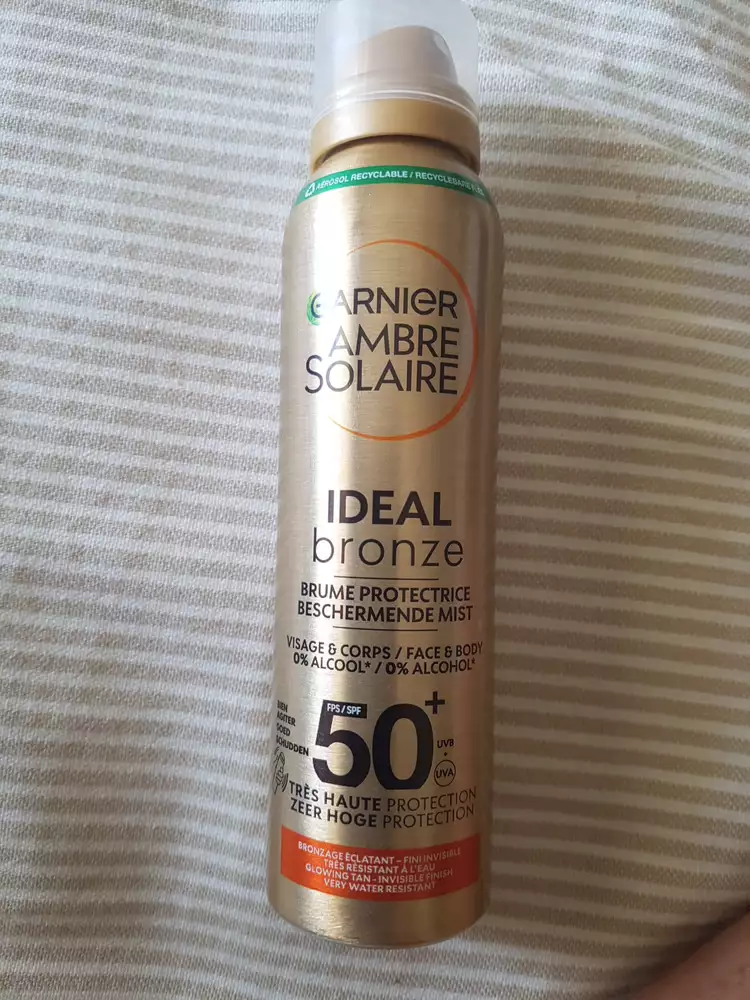 AÉROSOL RECYCLABLE / RECYCLEBARE
GARNIER
AMBRE
SOLAIRE
IDEAL
bronze
BRUME PROTECTRICE
BESCHERMENDE MIST
VISAGE & CORPS / FACE & BODY
0% ALCOOL* / 0% ALCOHOL*
BIEN
AGITER
GOED
SCHUDDEN
FPS / SPF
50+
UVB
+
UVA
TRÈS HAUTE PROTECTION
ZEER HOGE PROTECTION
BRONZAGE ÉCLATANT - FINI INVISIBLE
TRÈS RÉSISTANT À L'EAU
GLOWING TAN - INVISIBLE FINISH
VERY WATER RESISTANT